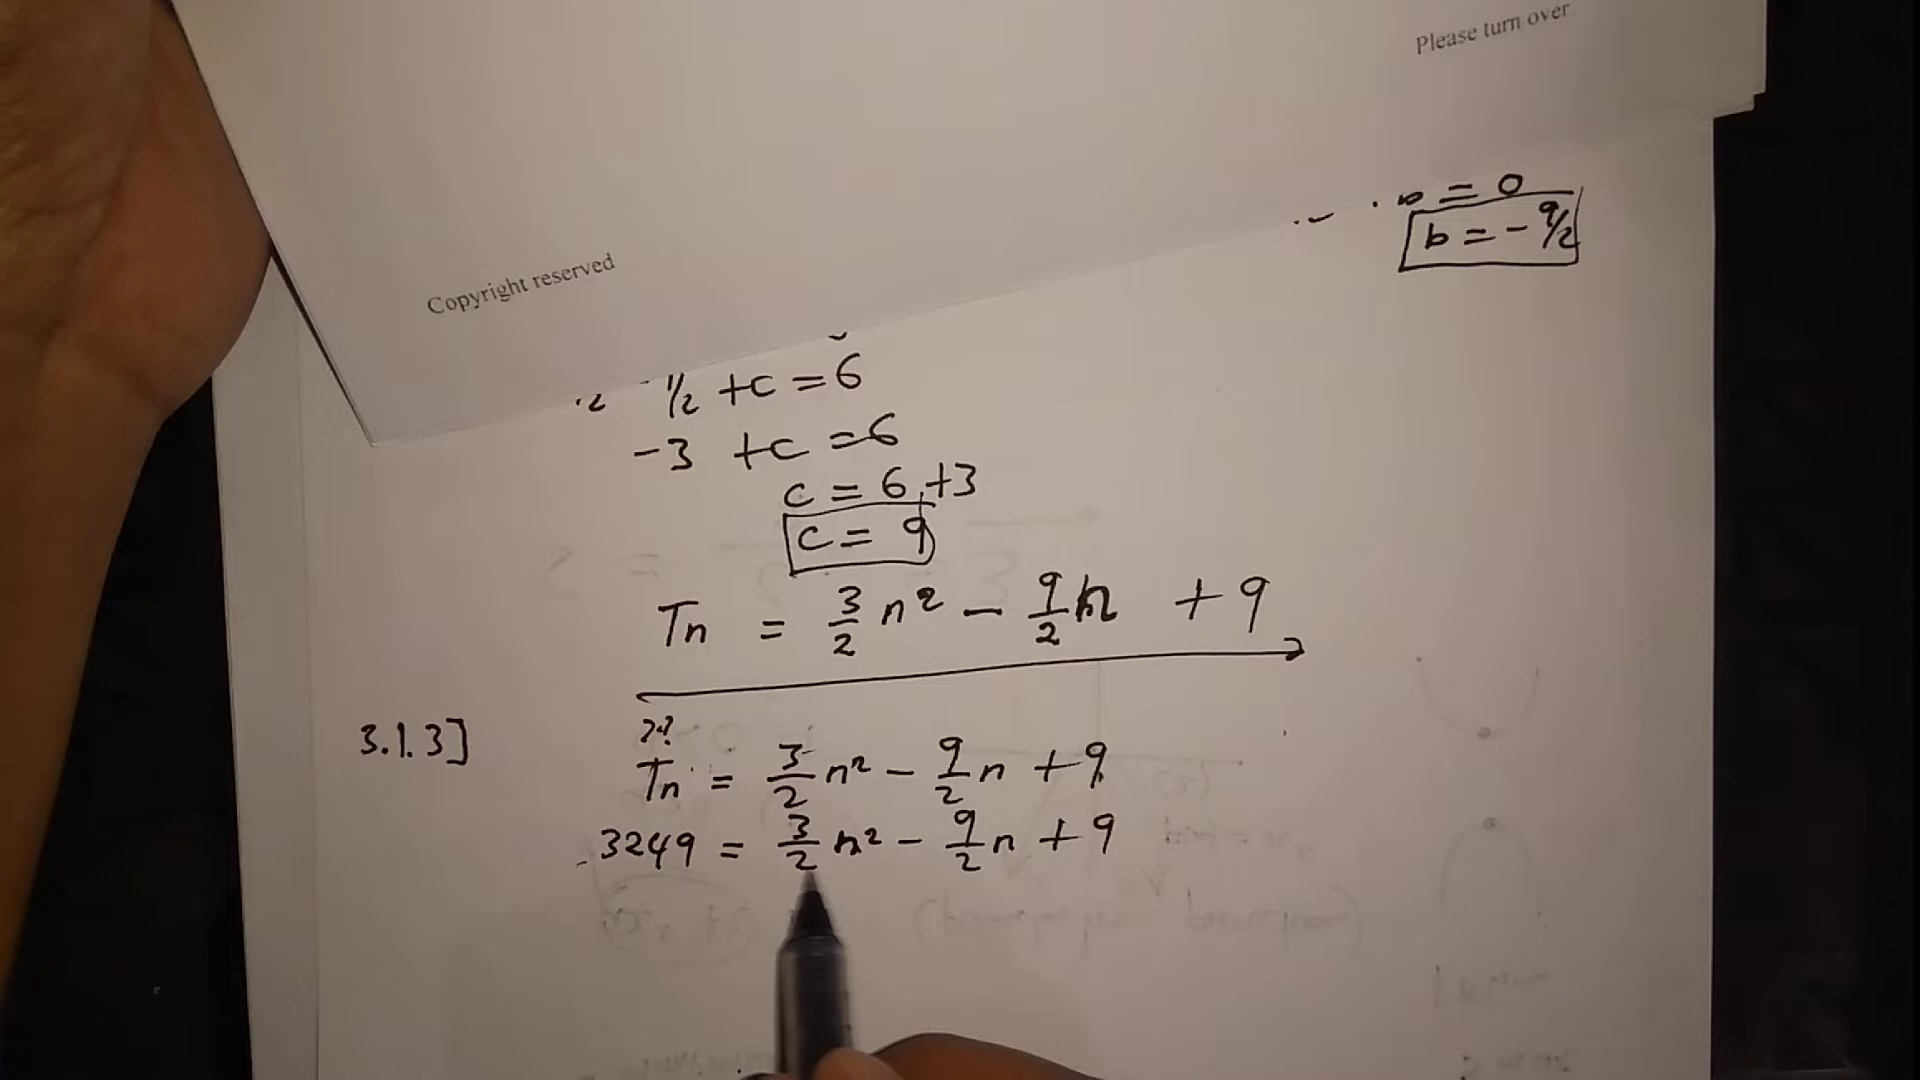 Please turn over
Copyright reserved
= 0
b = - 9/2
1/2 + c = 6
-3 + c = 6
c = 6 + 3
c = 9
Tn = 3/2 n² - 9/2 n + 9
3.1.3]
??
Tn = 3/2 n² - 9/2 n + 9
3249 = 3/2 n² - 9/2 n + 9